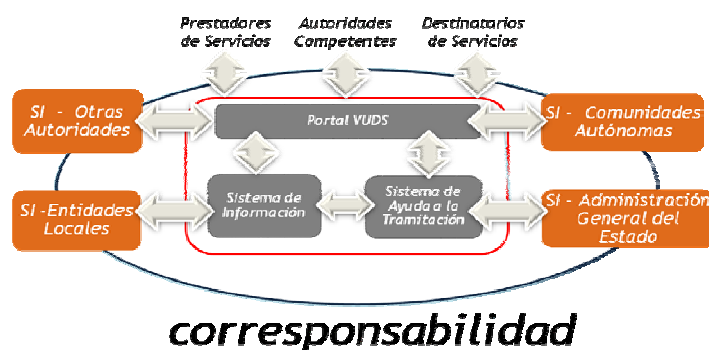 Prestadores de Servicios
Autoridades Competentes
Destinatarios de Servicios
SI - Otras
Autoridades
Portal VUDS
SI - Comunidades
Autónomas
SI -Entidades
Locales
Sistema de
Información
Sistema de
Ayuda a la
Tramitación
SI - Administración
General del
Estado
corresponsabilidad